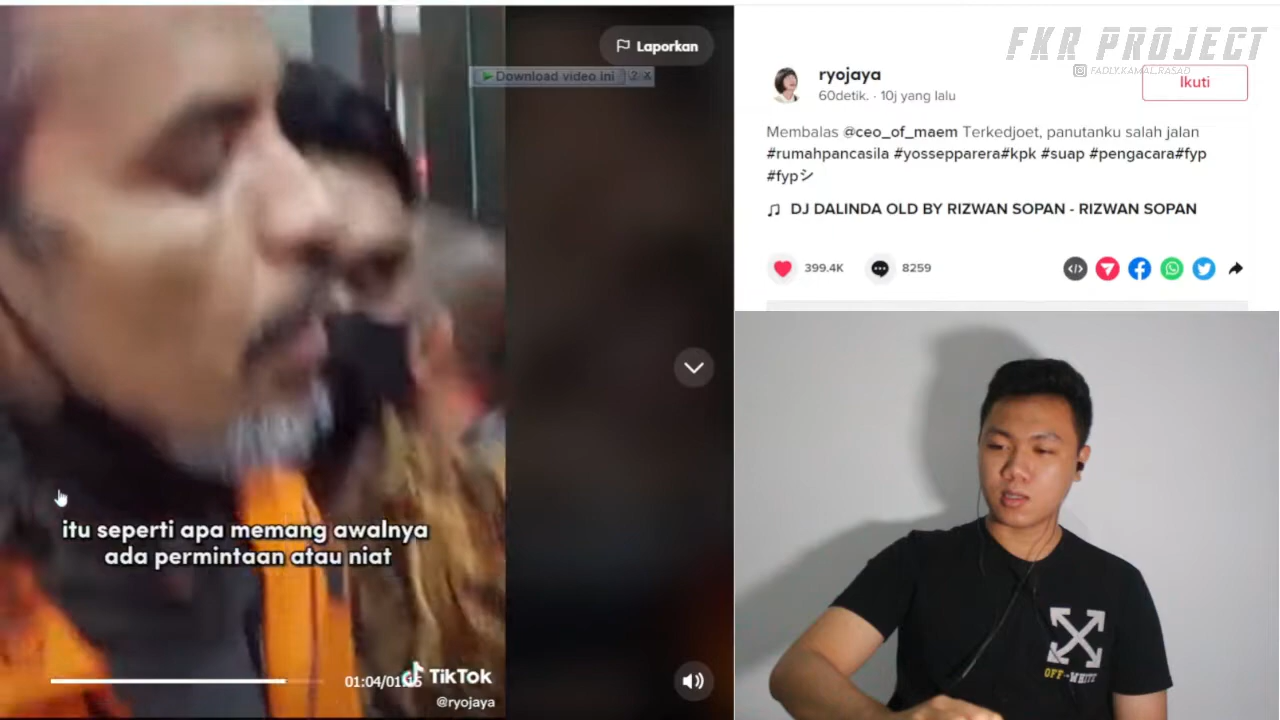 Laporkan
Download video ini 2 x
itu seperti apa memang awalnya
ada permintaan atau niat
TikTok
@ryojaya
FKR PROJECT
FADLY.KAMAL.RASAD
ryojaya
60detik. · 10j yang lalu
Ikuti
Membalas @ceo_of_maem Terkedjoet, panutanku salah jalan
#rumahpancasila #yossepparera#kpk #suap #pengacara#fyp
#fypシ
DJ DALINDA OLD BY RIZWAN SOPAN - RIZWAN SOPAN
399.4K
8259
OFF-WHITE